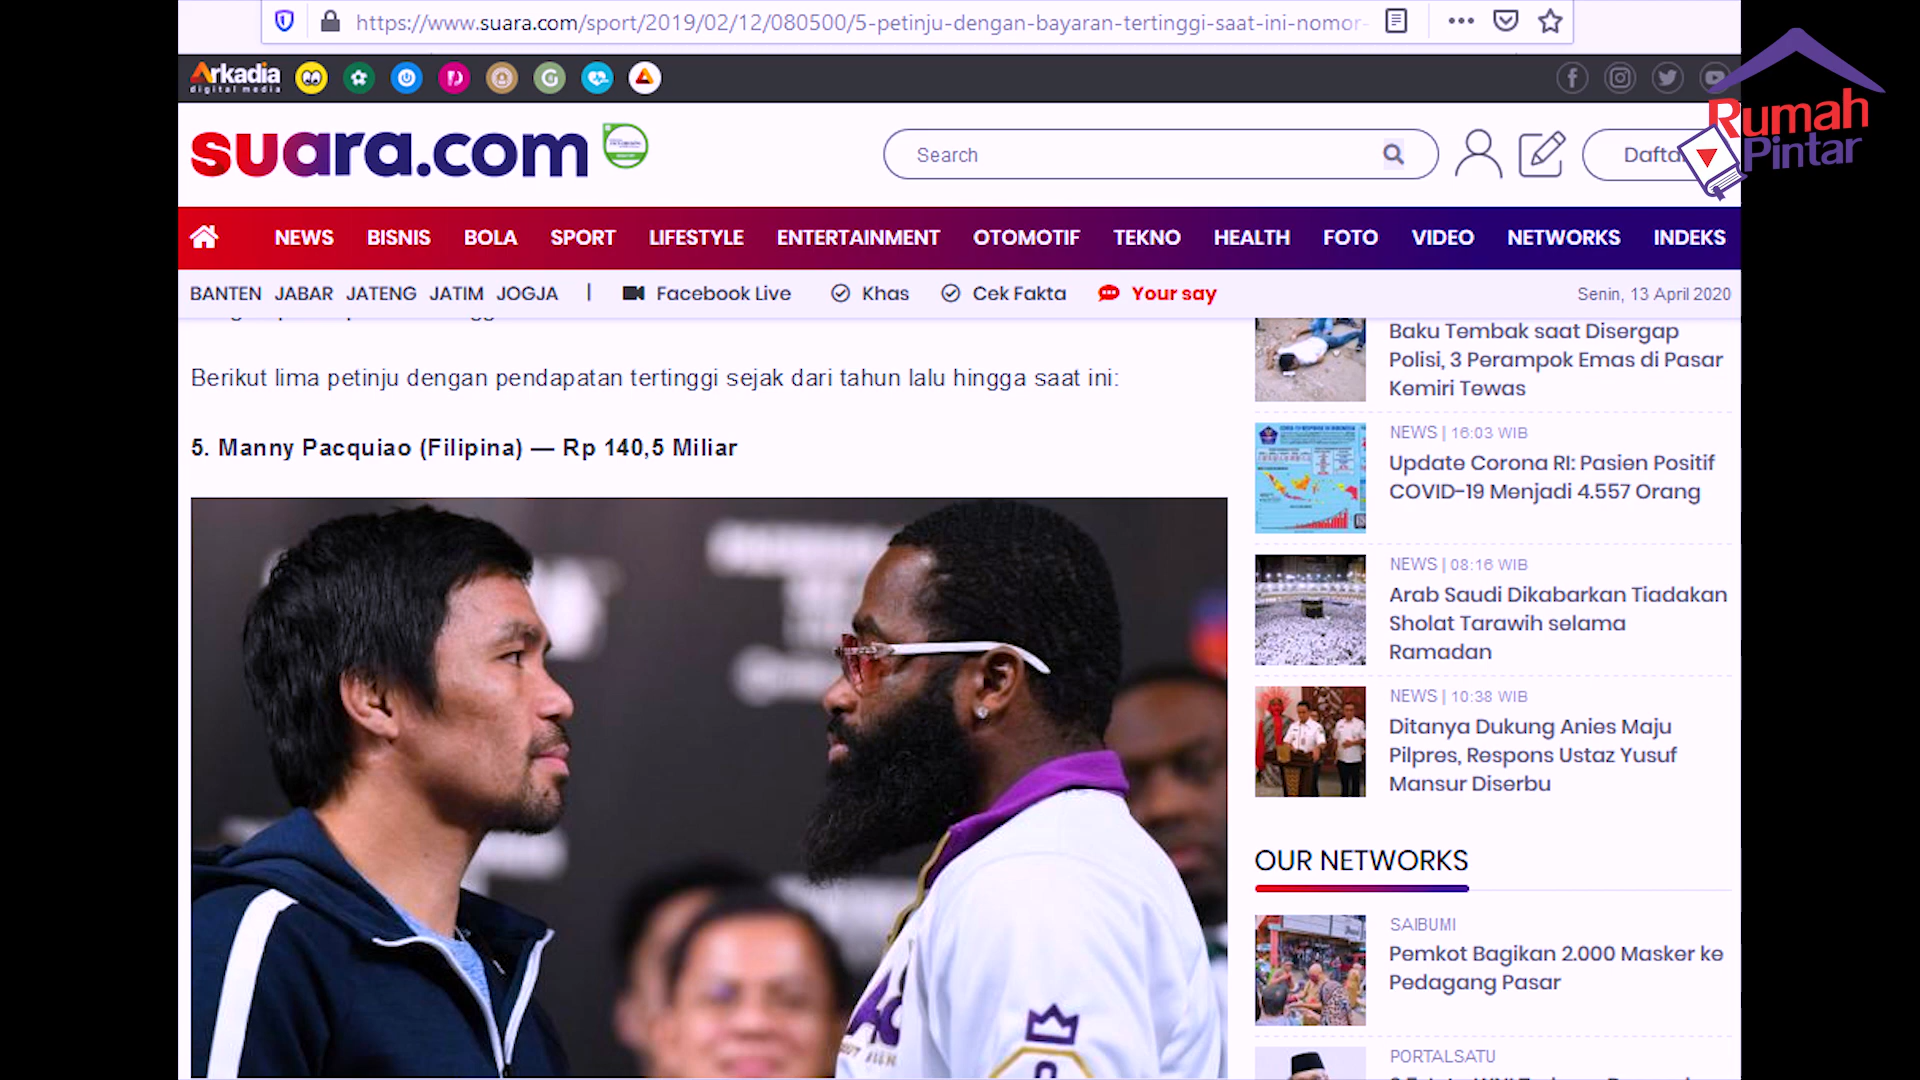 https://www.suara.com/sport/2019/02/12/080500/5-petinju-dengan-bayaran-tertinggi-saat-ini-nomor-
Arkadia
digital media
suara.com
Search
Rumah
Pintar
NEWS BISNIS BOLA SPORT LIFESTYLE ENTERTAINMENT OTOMOTIF TEKNO HEALTH FOTO VIDEO NETWORKS INDEKS
BANTEN JABAR JATENG JATIM JOGJA | Facebook Live Khas Cek Fakta Your say Senin, 13 April 2020
Berikut lima petinju dengan pendapatan tertinggi sejak dari tahun lalu hingga saat ini:
5. Manny Pacquiao (Filipina) — Rp 140,5 Miliar
Baku Tembak saat Disergap
Polisi, 3 Perampok Emas di Pasar
Kemiri Tewas
NEWS | 16:03 WIB
Update Corona RI: Pasien Positif
COVID-19 Menjadi 4.557 Orang
NEWS | 08:16 WIB
Arab Saudi Dikabarkan Tiadakan
Sholat Tarawih selama
Ramadan
NEWS | 10:38 WIB
Ditanya Dukung Anies Maju
Pilpres, Respons Ustaz Yusuf
Mansur Diserbu
OUR NETWORKS
SAIBUMI
Pemkot Bagikan 2.000 Masker ke
Pedagang Pasar
PORTALSATU